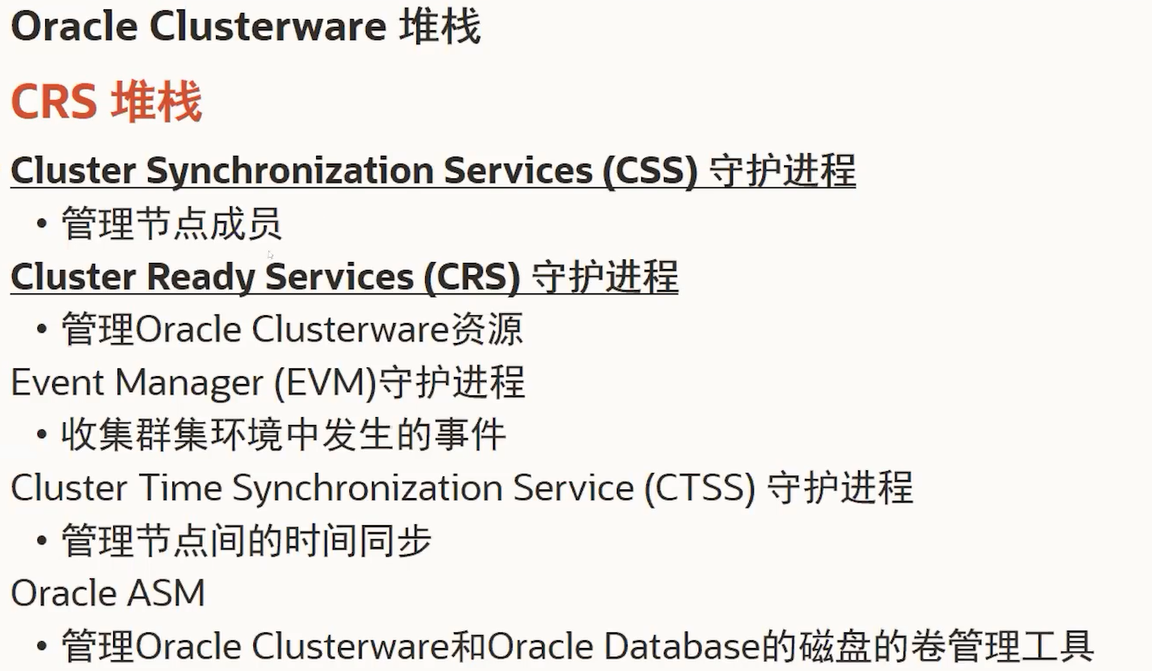 Oracle Clusterware 堆栈
CRS 堆栈
Cluster Synchronization Services (CSS) 守护进程
• 管理节点成员
Cluster Ready Services (CRS) 守护进程
• 管理Oracle Clusterware资源
Event Manager (EVM)守护进程
• 收集群集环境中发生的事件
Cluster Time Synchronization Service (CTSS) 守护进程
• 管理节点间的时间同步
Oracle ASM
• 管理Oracle Clusterware和Oracle Database的磁盘的卷管理工具